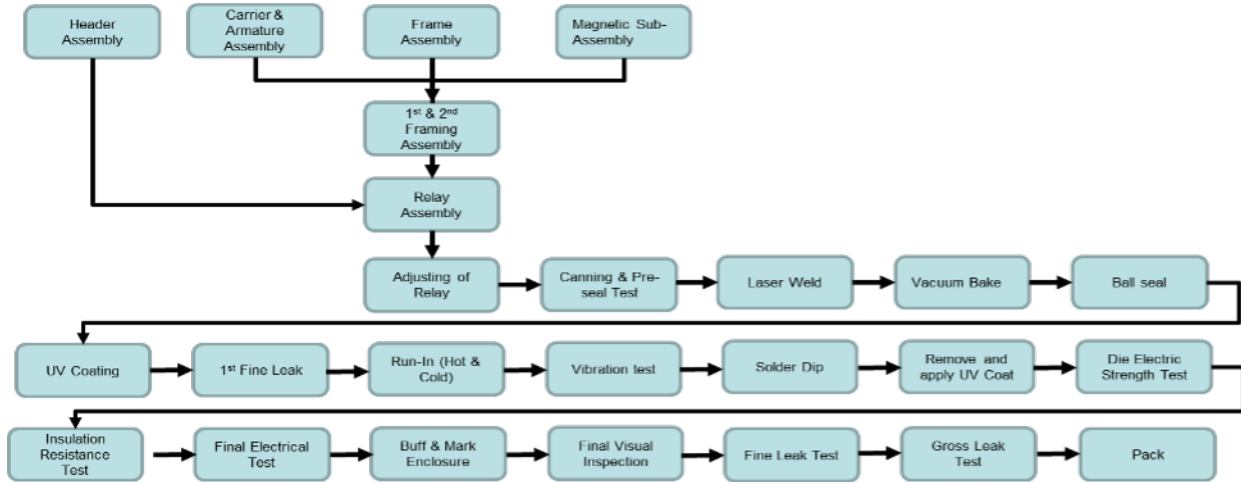 Header
Assembly
Carrier &
Armature
Assembly
Frame
Assembly
Magnetic Sub-
Assembly
1st & 2nd
Framing
Assembly
Relay
Assembly
Adjusting of
Relay
Canning & Pre-
seal Test
Laser Weld
Vacuum Bake
Ball seal
UV Coating
1st Fine Leak
Run-In (Hot &
Cold)
Vibration test
Solder Dip
Remove and
apply UV Coat
Die Electric
Strength Test
Insulation
Resistance
Test
Final Electrical
Test
Buff & Mark
Enclosure
Final Visual
Inspection
Fine Leak Test
Gross Leak
Test
Pack